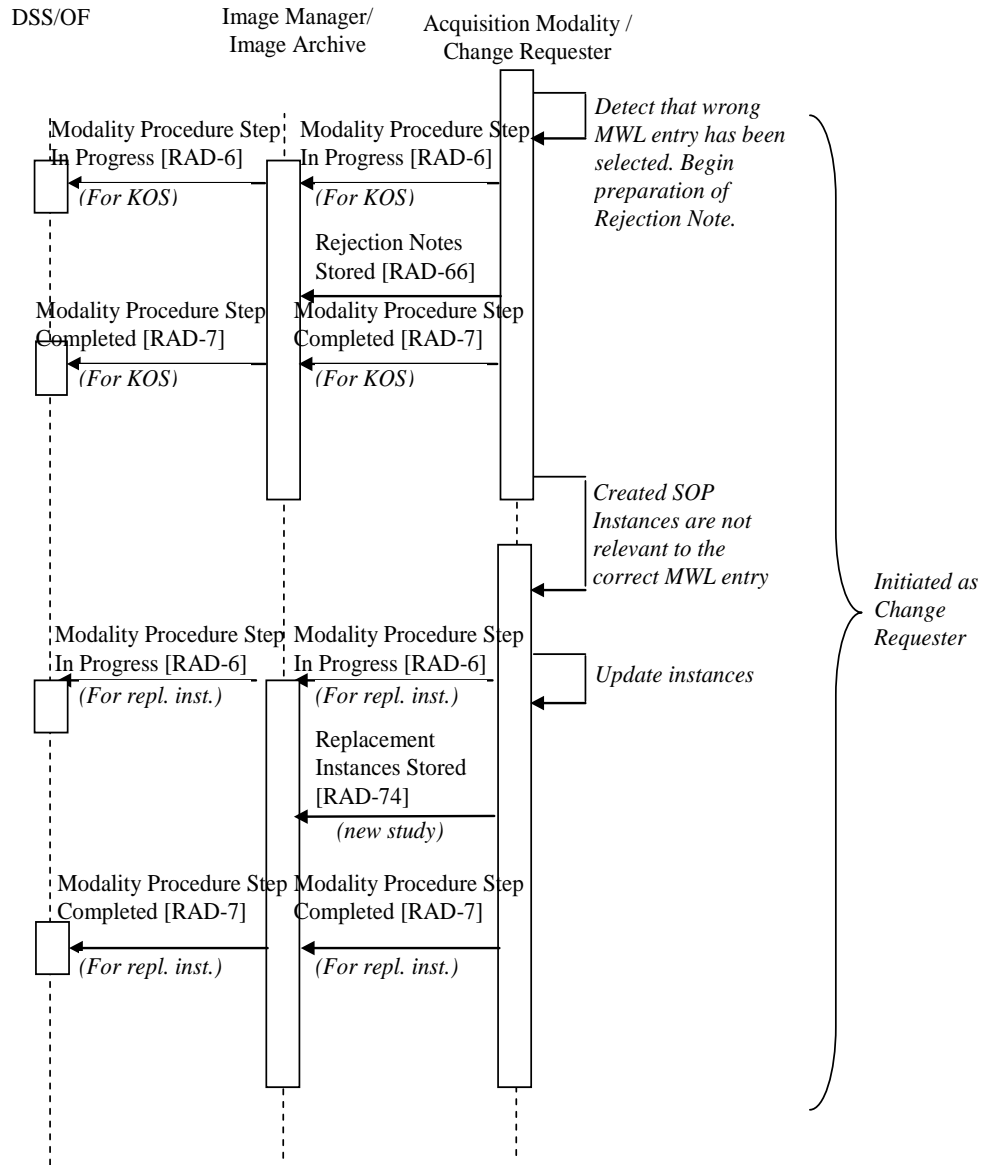 DSS/OF
Image Manager/
Image Archive
Acquisition Modality /
Change Requester
Detect that wrong
MWL entry has been
selected. Begin
preparation of
Rejection Note.
Modality Procedure Step
In Progress [RAD-6]
(For KOS)
Modality Procedure Step
In Progress [RAD-6]
(For KOS)
Rejection Notes
Stored [RAD-66]
Modality Procedure Step
Completed [RAD-7]
(For KOS)
Modality Procedure Step
Completed [RAD-7]
(For KOS)
Created SOP
Instances are not
relevant to the
correct MWL entry
Initiated as
Change
Requester
Modality Procedure Step
In Progress [RAD-6]
(For repl. inst.)
Modality Procedure Step
In Progress [RAD-6]
(For repl. inst.)
Update instances
Replacement
Instances Stored
[RAD-74]
(new study)
Modality Procedure Step
Completed [RAD-7]
(For repl. inst.)
Modality Procedure Step
Completed [RAD-7]
(For repl. inst.)